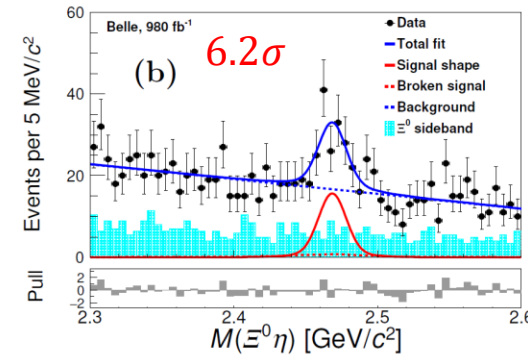 Events per 5 MeV/c²
60
40
20
0
Belle, 980 fb⁻¹
(b)
6.2σ
Data
Total fit
Signal shape
Broken signal
Background
Ξ⁰ sideband
Pull
2
0
−2
2.3
2.4
2.5
2.6
M(Ξ⁰η) [GeV/c²]